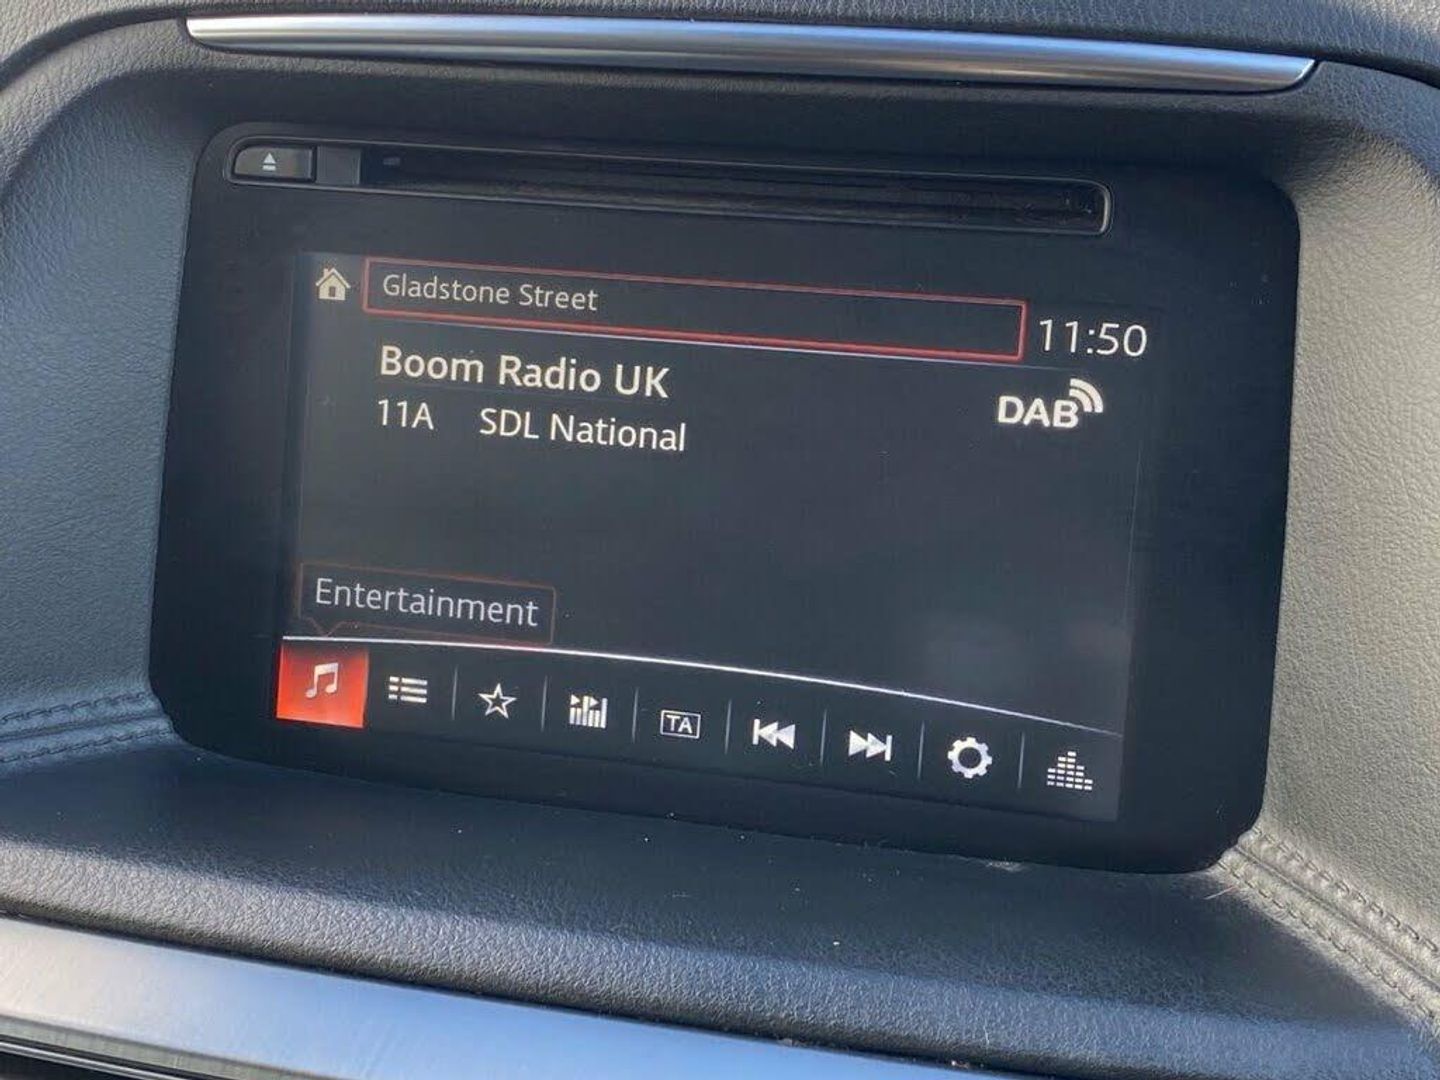 Gladstone Street
11:50
Boom Radio UK
DAB
11A SDL National
Entertainment
TA